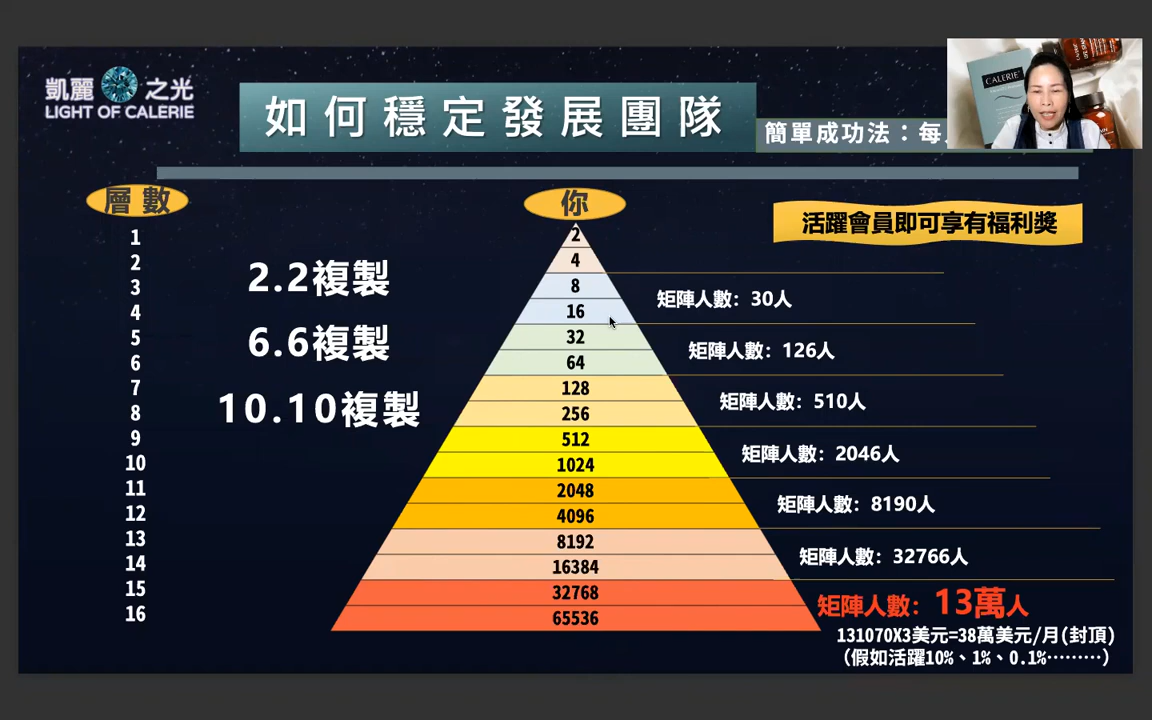 凱麗之光
LIGHT OF CALERIE
如何穩定發展團隊
簡單成功法：每
CALERIE
層數
你
活躍會員即可享有福利獎
1
2
3
4
5
6
7
8
9
10
11
12
13
14
15
16
2.2複製
6.6複製
10.10複製
2
4
8
16
32
64
128
256
512
1024
2048
4096
8192
16384
32768
65536
矩陣人數：30人
矩陣人數：126人
矩陣人數：510人
矩陣人數：2046人
矩陣人數：8190人
矩陣人數：32766人
矩陣人數：13萬人
131070X3美元=38萬美元/月(封頂)
(假如活躍10%、1%、0.1%………)